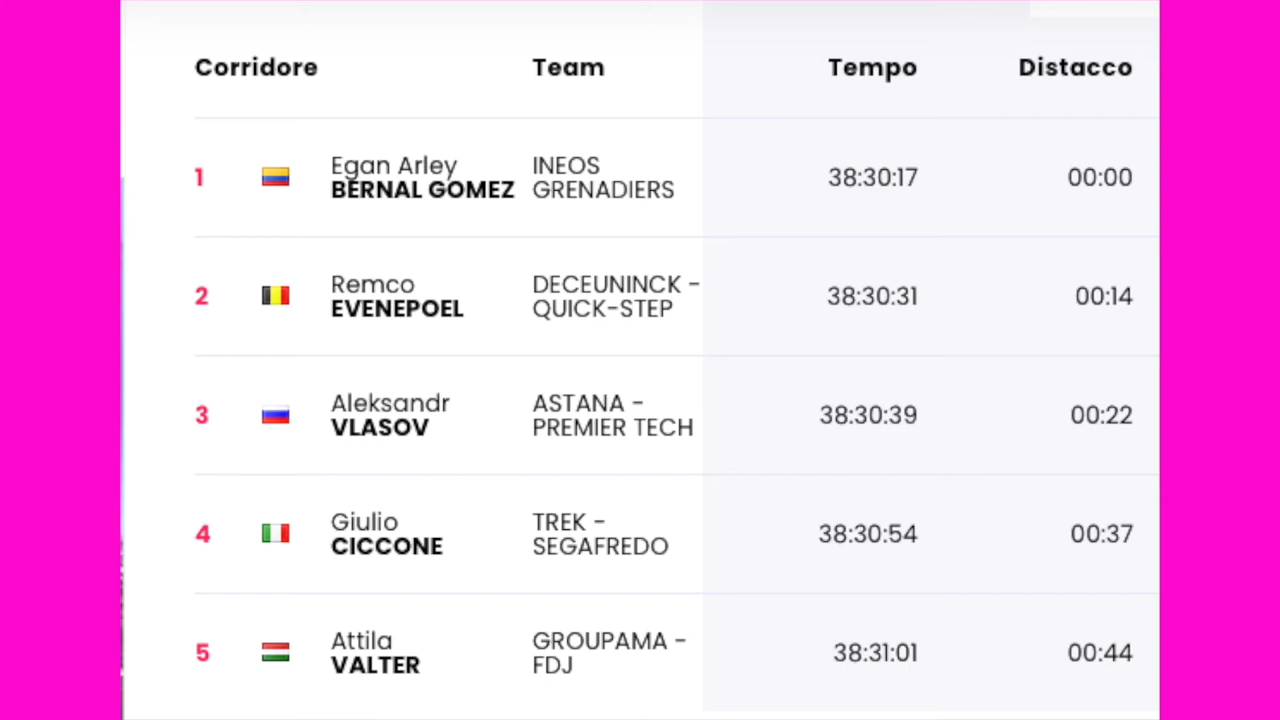 Corridore Team Tempo Distacco
1 Egan Arley INEOS 38:30:17 00:00
BERNAL GOMEZ GRENADIERS
2 Remco DECEUNINCK - 38:30:31 00:14
EVENEPOEL QUICK-STEP
3 Aleksandr ASTANA - 38:30:39 00:22
VLASOV PREMIER TECH
4 Giulio TREK - 38:30:54 00:37
CICCONE SEGAFREDO
5 Attila GROUPAMA - 38:31:01 00:44
VALTER FDJ